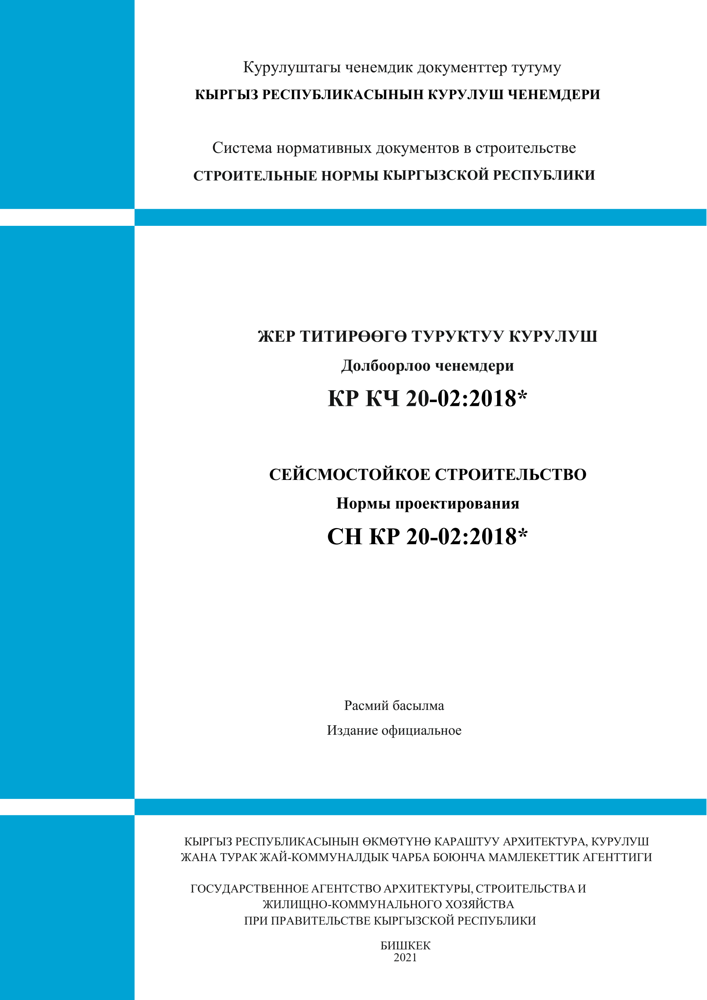 Курулуштагы ченемдик документтер тутуму
КЫРГЫЗ РЕСПУБЛИКАСЫНЫН КУРУЛУШ ЧЕНЕМДЕРИ
Система нормативных документов в строительстве
СТРОИТЕЛЬНЫЕ НОРМЫ КЫРГЫЗСКОЙ РЕСПУБЛИКИ
ЖЕР ТИТИРӨӨГӨ ТУРУКТУУ КУРУЛУШ
Долбоорлоо ченемдери
КР КЧ 20-02:2018*
СЕЙСМОСТОЙКОЕ СТРОИТЕЛЬСТВО
Нормы проектирования
СН КР 20-02:2018*
Расмий басылма
Издание официальное
КЫРГЫЗ РЕСПУБЛИКАСЫНЫН ӨКМӨТҮНӨ КАРАШТУУ АРХИТЕКТУРА, КУРУЛУШ
ЖАНА ТУРАК ЖАЙ-КОММУНАЛДЫК ЧАРБА БОЮНЧА МАМЛЕКЕТТИК АГЕНТТИГИ
ГОСУДАРСТВЕННОЕ АГЕНТСТВО АРХИТЕКТУРЫ, СТРОИТЕЛЬСТВА И
ЖИЛИЩНО-КОММУНАЛЬНОГО ХОЗЯЙСТВА
ПРИ ПРАВИТЕЛЬСТВЕ КЫРГЫЗСКОЙ РЕСПУБЛИКИ
БИШКЕК
2021